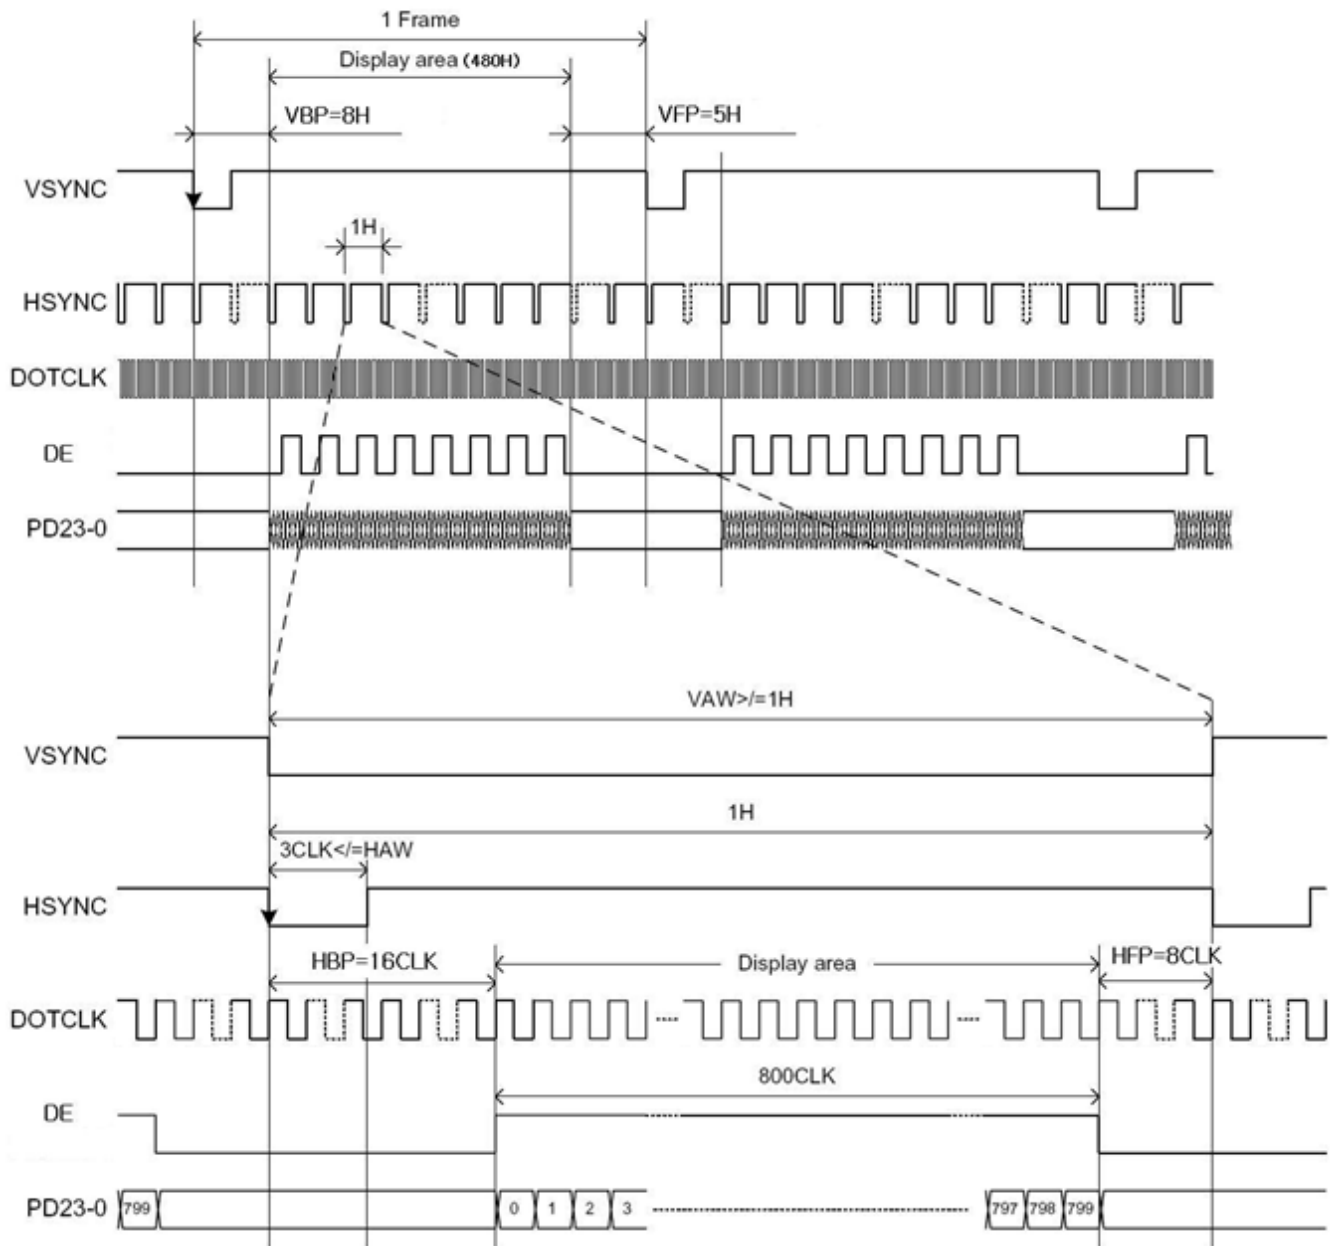 1 Frame
Display area (480H)
VBP=8H
VFP=5H
VSYNC
1H
HSYNC
DOTCLK
DE
PD23-0
VAW>/=1H
VSYNC
1H
3CLK</=HAW
HSYNC
HBP=16CLK
Display area
HFP=8CLK
DOTCLK
800CLK
DE
PD23-0 799 0 1 2 3 797 798 799